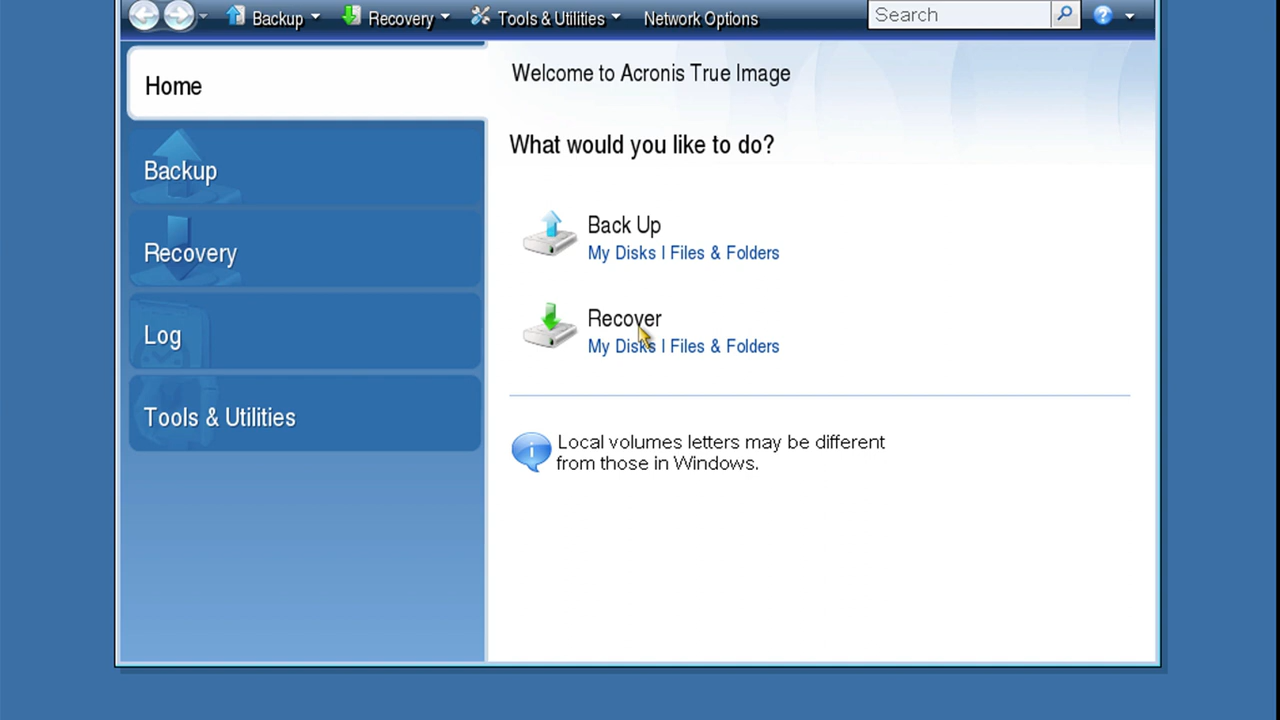 Backup Recovery Tools & Utilities Network Options Search
Home
Backup
Recovery
Log
Tools & Utilities
Welcome to Acronis True Image
What would you like to do?
Back Up
My Disks | Files & Folders
Recover
My Disks | Files & Folders
Local volumes letters may be different
from those in Windows.